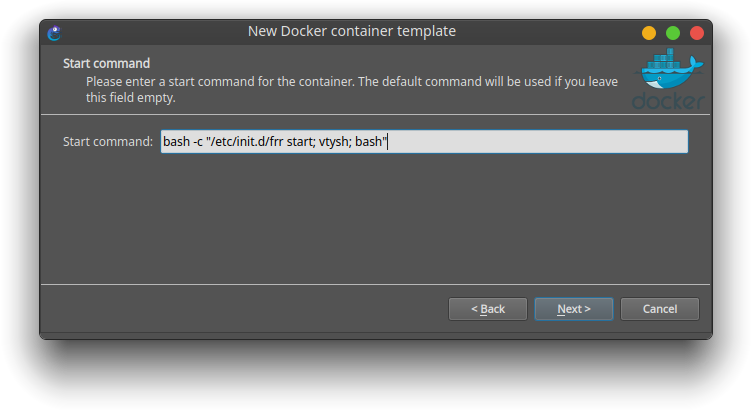 New Docker container template
Start command
Please enter a start command for the container. The default command will be used if you leave
this field empty.
docker
Start command: bash -c "/etc/init.d/frr start; vtysh; bash"
< Back Next > Cancel